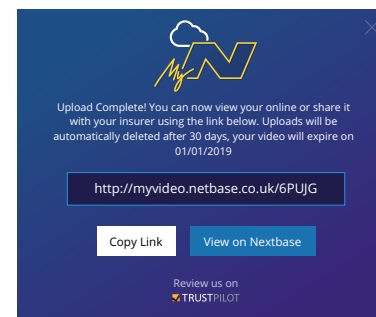 My N
Upload Complete! You can now view your online or share it
with your insurer using the link below. Uploads will be
automatically deleted after 30 days, your video will expire on
01/01/2019
http://myvideo.netbase.co.uk/6PUJG
Copy Link View on Nextbase
Review us on
TRUSTPILOT